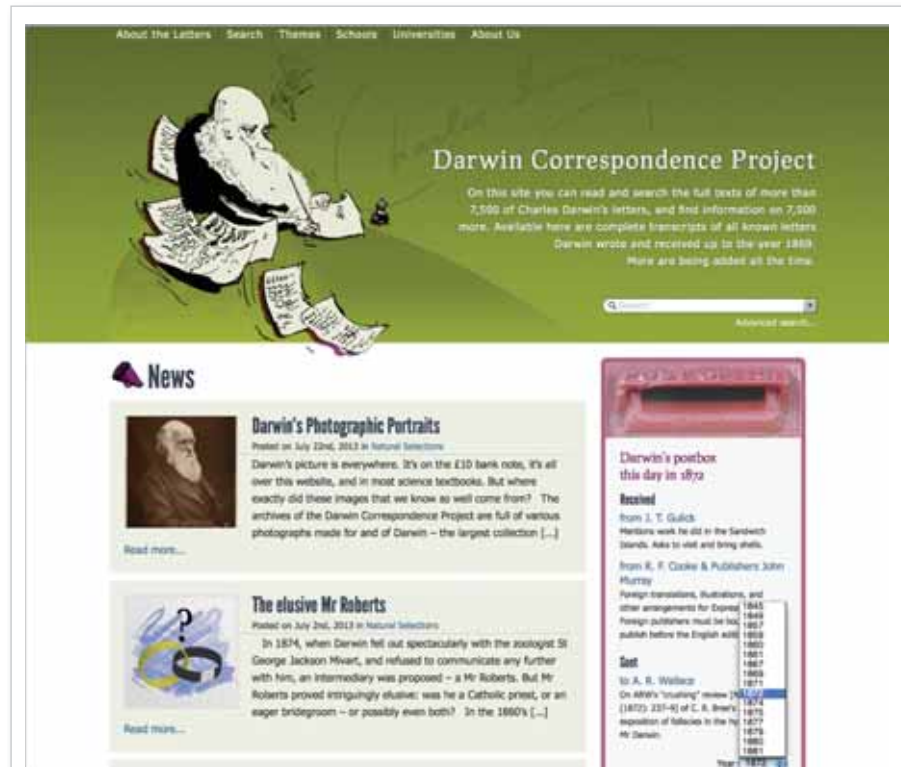 About the Letters Search Themes Schools Universities About Us
Darwin Correspondence Project
On this site you can read and search the full texts of more than
7,500 of Charles Darwin's letters, and find information on 7,500
more. Available here are complete transcripts of all known letters
Darwin wrote and received up to the year 1869.
More are being added all the time.
Search
Advanced search...
News
Darwin's Photographic Portraits
Posted on July 22nd, 2013 in Natural Selections
Darwin's picture is everywhere. It's on the £10 bank note, it's all
over this website, and in most science textbooks. But where
exactly did these images that we know so well come from? The
archives of the Darwin Correspondence Project are full of various
photographs made for and of Darwin – the largest collection [...]
Read more...
The elusive Mr Roberts
Posted on July 2nd, 2013 in Natural Selections
In 1874, when Darwin fell out spectacularly with the zoologist St
George Jackson Mivart, and refused to communicate any further
with him, an intermediary was proposed – a Mr Roberts. But Mr
Roberts proved intriguingly elusive: was he a Catholic priest, or an
eager bridegroom – or possibly even both? In the 1860's [...]
Read more...
Darwin's postbox
this day in 1872
Received
from J. T. Gulick
Mentions work he did in the Sandwich
Islands. Asks to visit and bring shells.
from R. F. Cooke & Publishers John
Murray
Foreign translations, illustrations, and
other arrangements for Expres
Foreign publishers must be
publish before the English
Sent
to A. R. Wallace
On ARW's "crushing" review
(1872): 237–9] of C. R. Bree's
exposition of fallacies in the
Mr Darwin.
1845
1849
1857
1858
1860
1861
1867
1869
1871
1872
1874
1875
1877
1879
1880
1881
Year: 1872